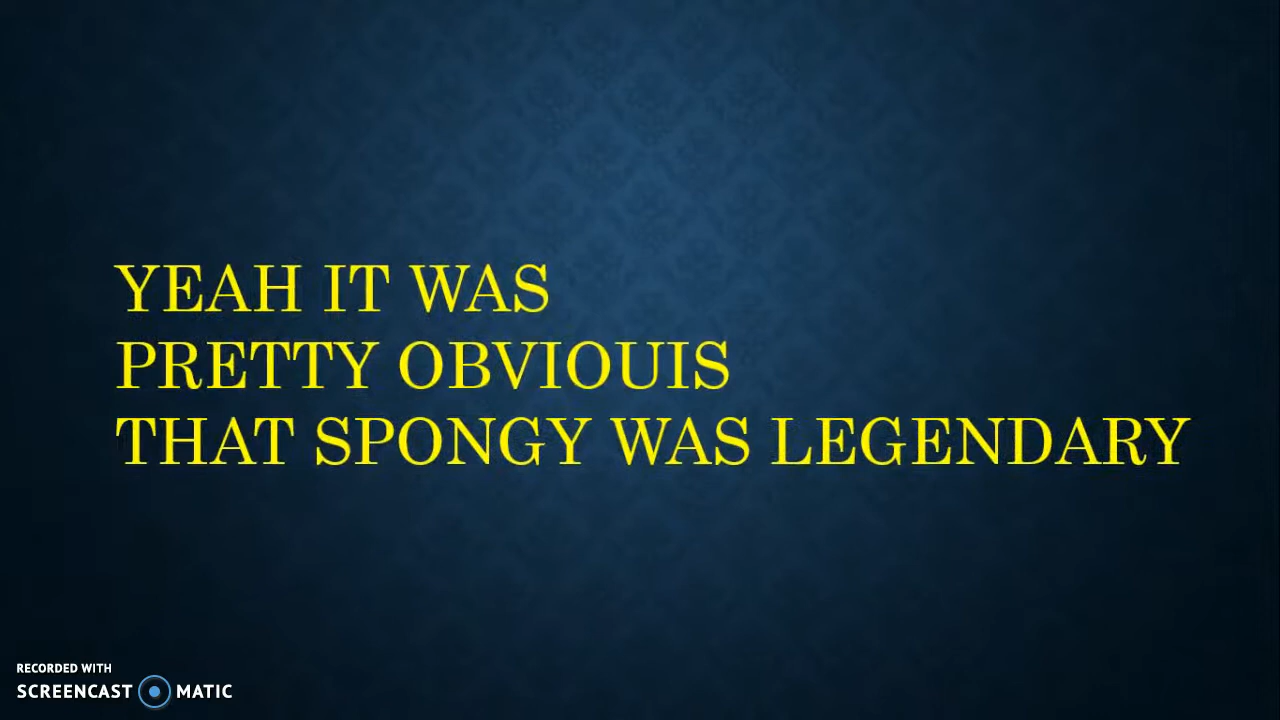 YEAH IT WAS
PRETTY OBVIOUIS
THAT SPONGY WAS LEGENDARY
RECORDED WITH
SCREENCAST MATIC